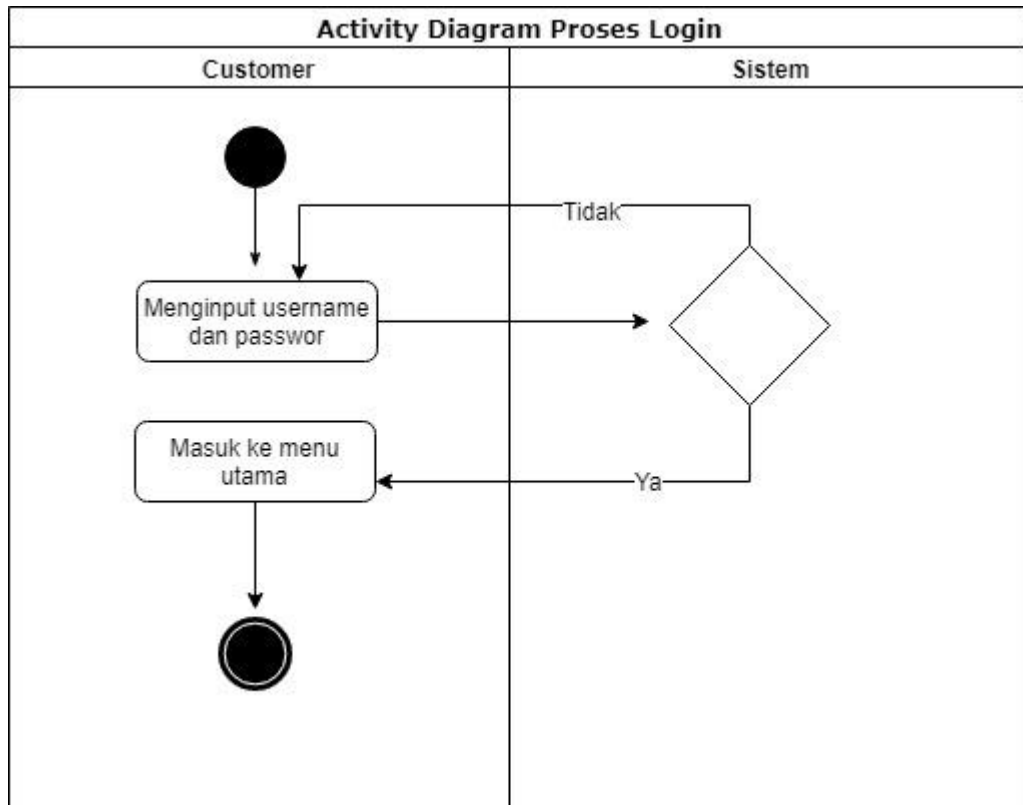 Activity Diagram Proses Login
Customer
Sistem
Tidak
Menginput username
dan passwor
Masuk ke menu
utama
Ya